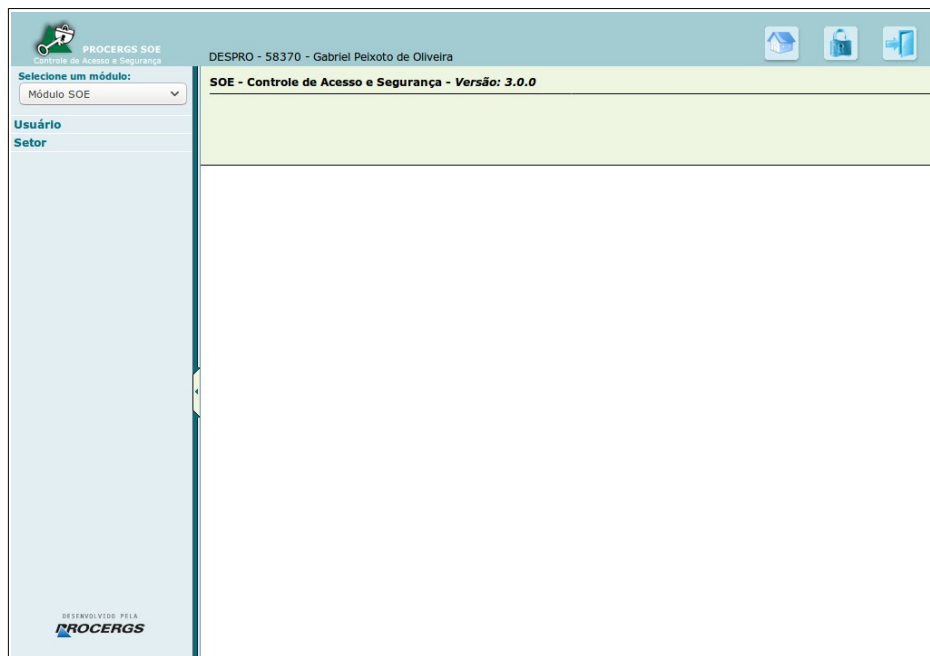 PROCERGS SOE
Controle de Acesso e Segurança
DESPRO - 58370 - Gabriel Peixoto de Oliveira
Selecione um módulo:
Módulo SOE
Usuário
Setor
SOE - Controle de Acesso e Segurança - Versão: 3.0.0
DESENVOLVIDO PELA
PROCERGS